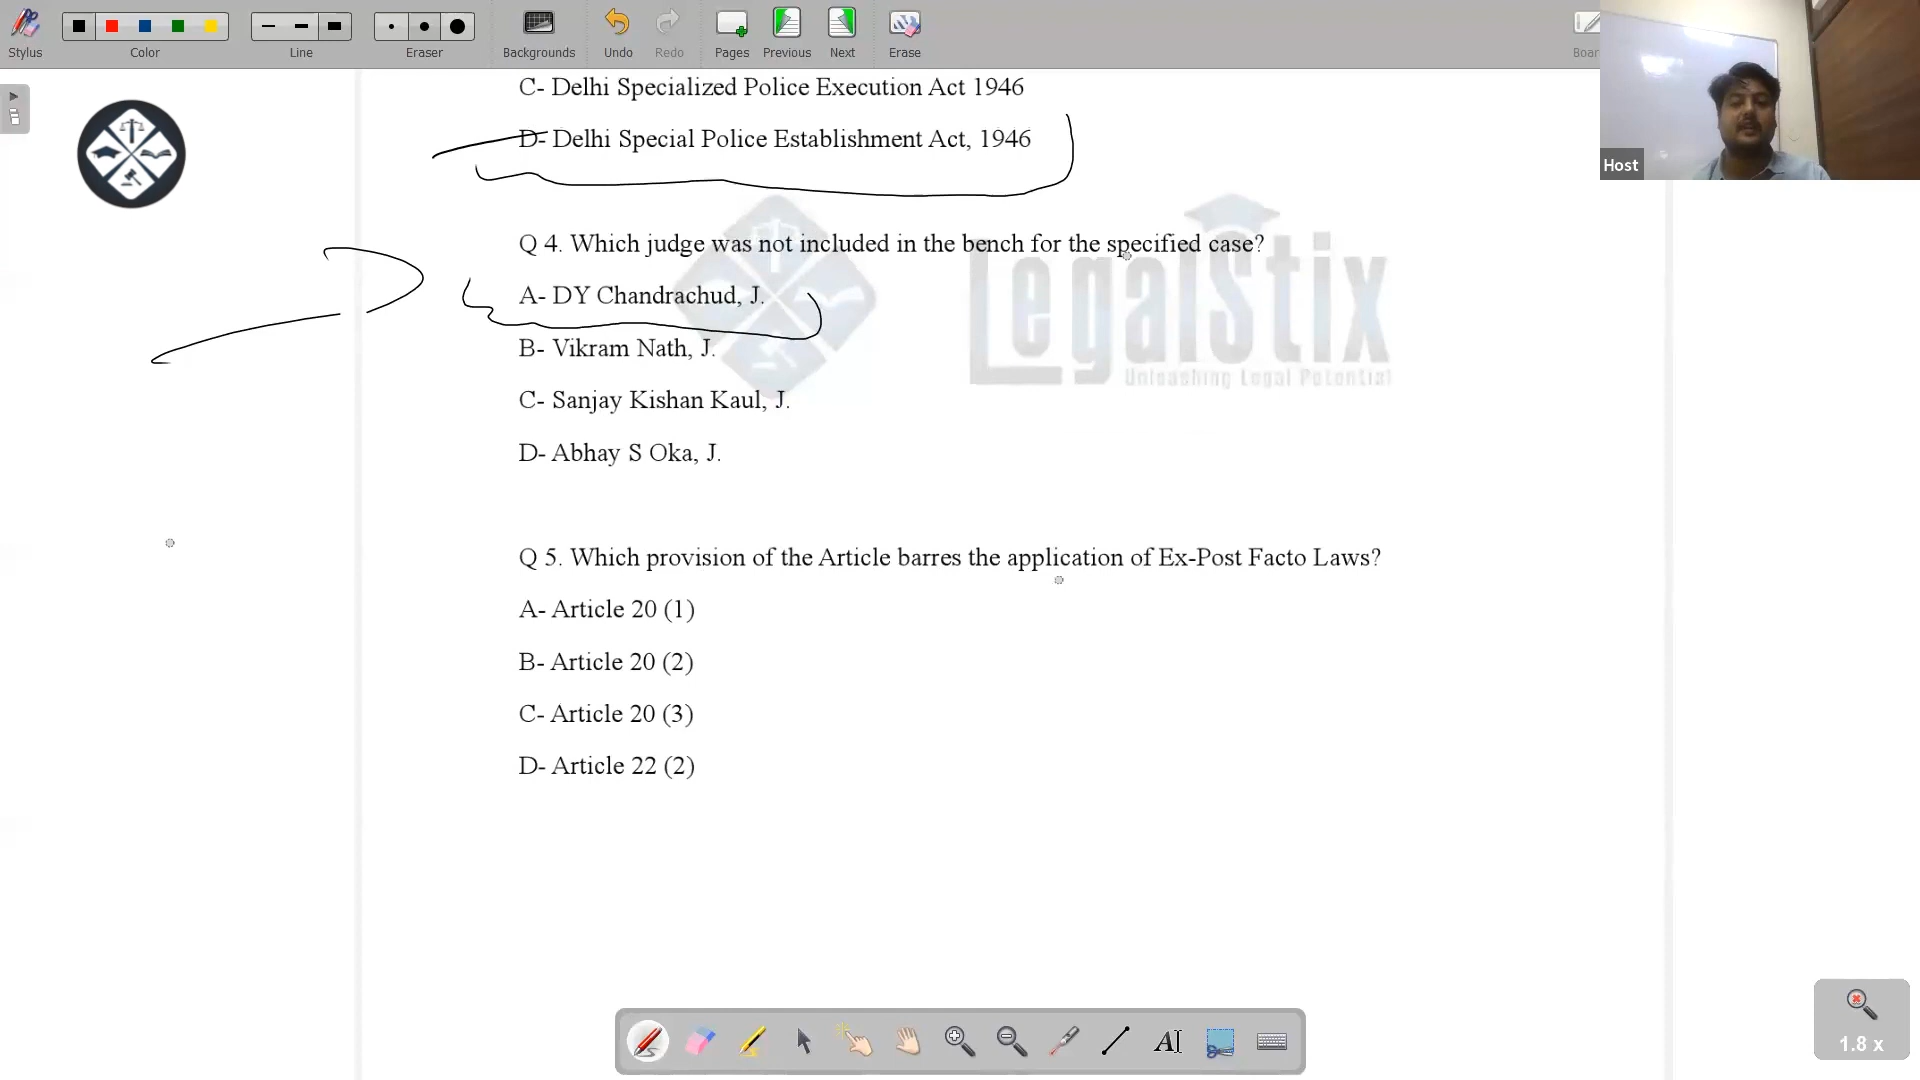 Stylus
Color
Line
Eraser
Backgrounds
Undo
Redo
Pages
Previous
Next
Erase
Host
C- Delhi Specialized Police Execution Act 1946
D- Delhi Special Police Establishment Act, 1946
Q 4. Which judge was not included in the bench for the specified case?
A- DY Chandrachud, J.
B- Vikram Nath, J.
C- Sanjay Kishan Kaul, J.
D- Abhay S Oka, J.
LegalStix
Unleashing Legal Potential
Q 5. Which provision of the Article barres the application of Ex-Post Facto Laws?
A- Article 20 (1)
B- Article 20 (2)
C- Article 20 (3)
D- Article 22 (2)
1.8 x